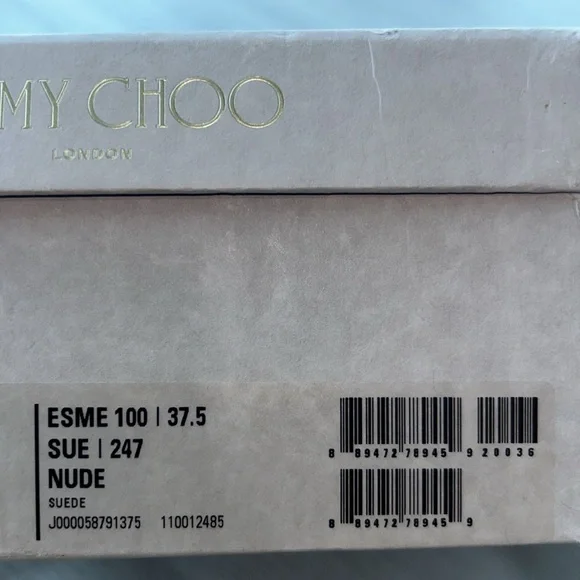 MY CHOO
LONDON
ESME 100 | 37.5
SUE | 247
NUDE
SUEDE
J000058791375 110012485
8 89472 78945 9 20036
8 89472 78945 9